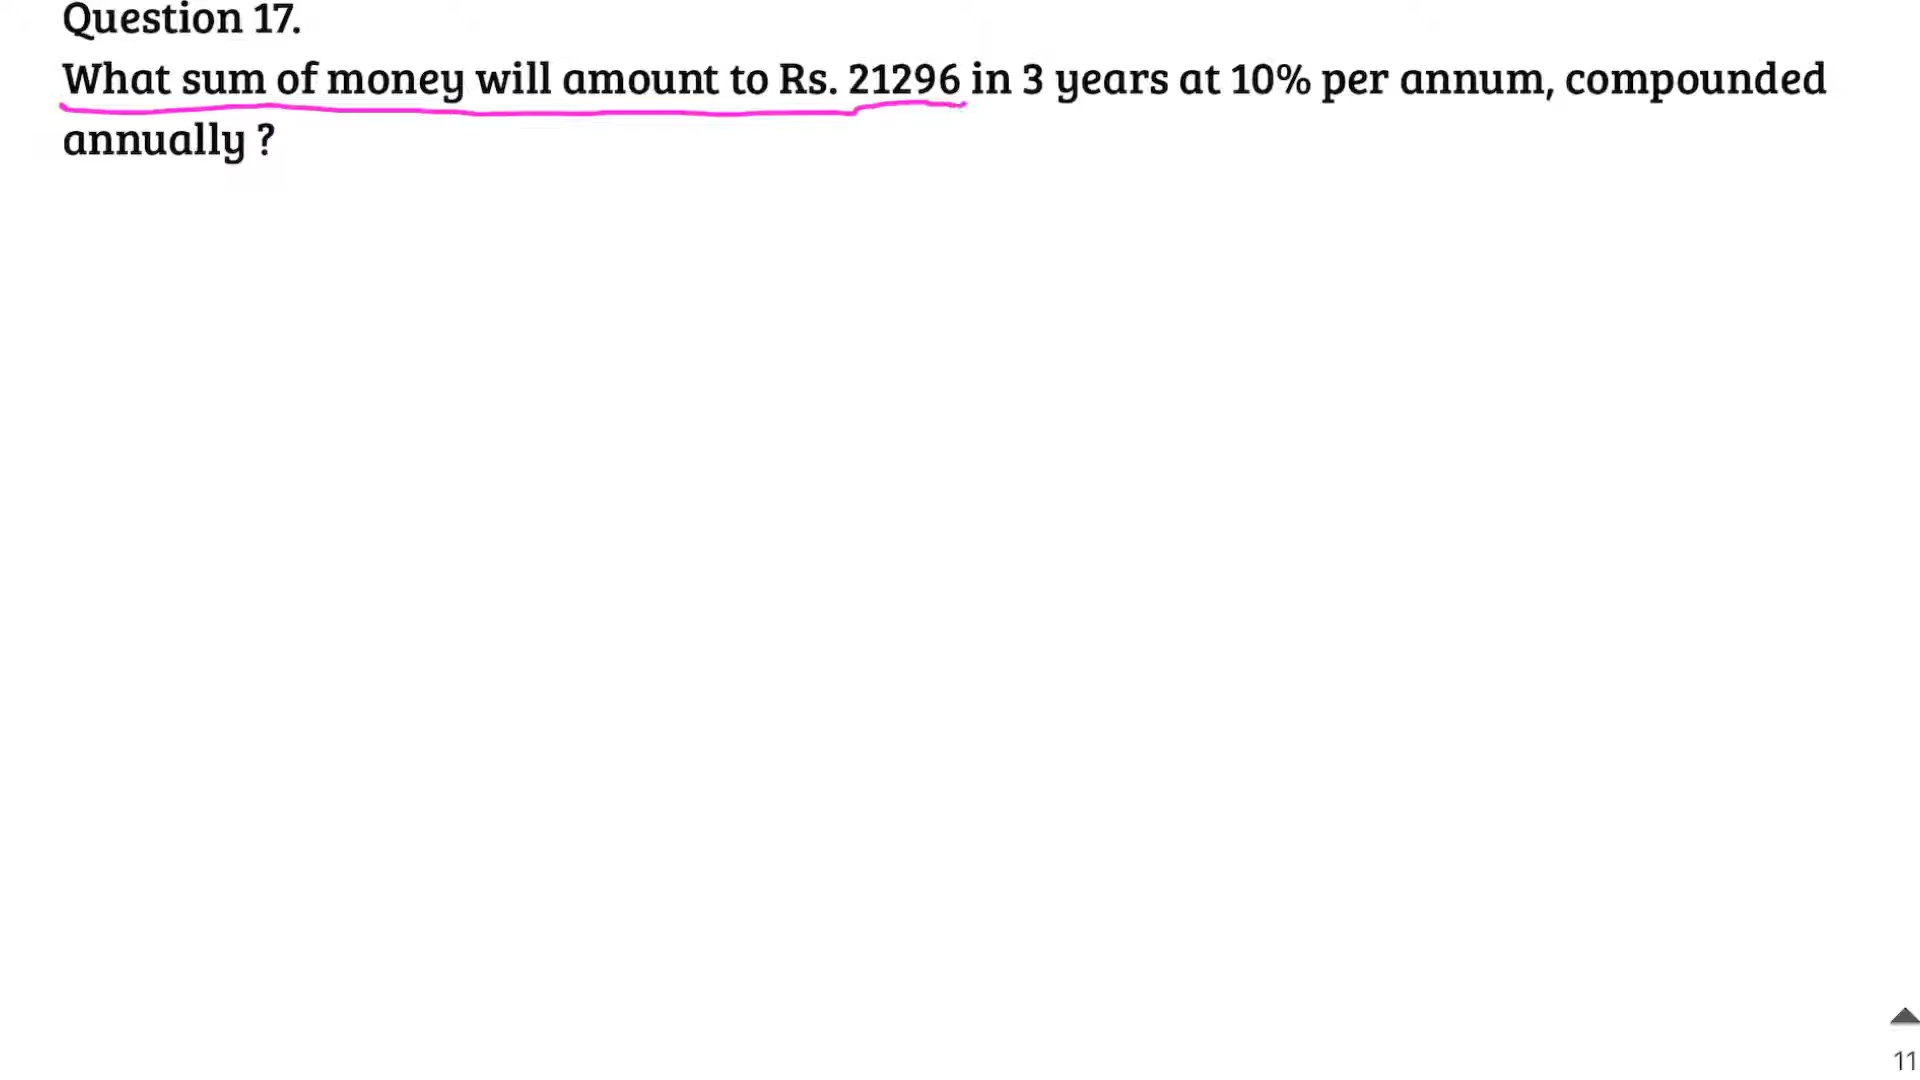 Question 17.
What sum of money will amount to Rs. 21296 in 3 years at 10% per annum, compounded
annually ?
11